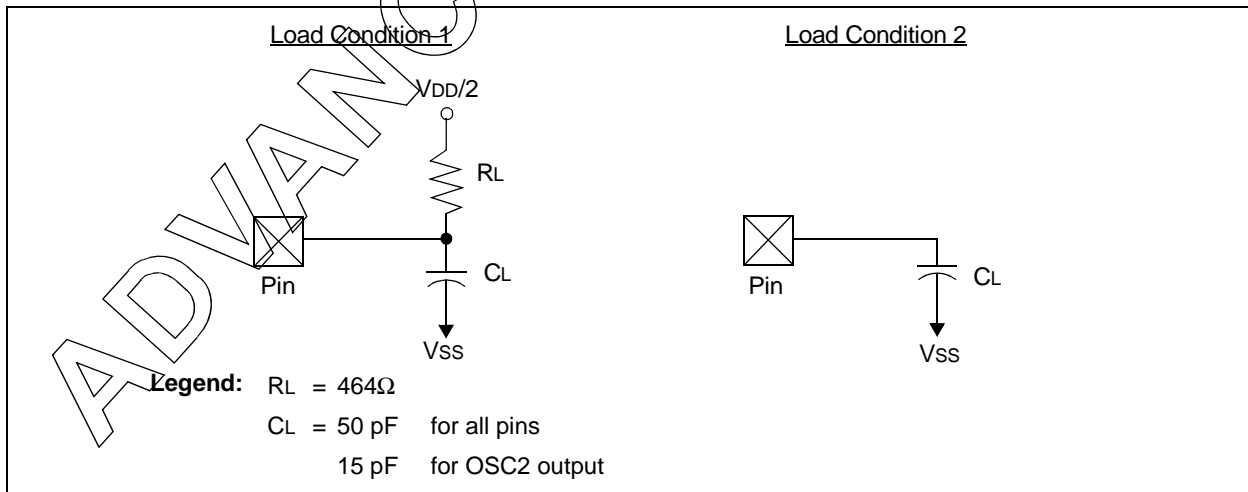 Load Condition 1
Load Condition 2
VDD/2
RL
Pin
CL
VSS
Pin
CL
VSS
Legend: RL = 464Ω
CL = 50 pF for all pins
15 pF for OSC2 output
ADVANC